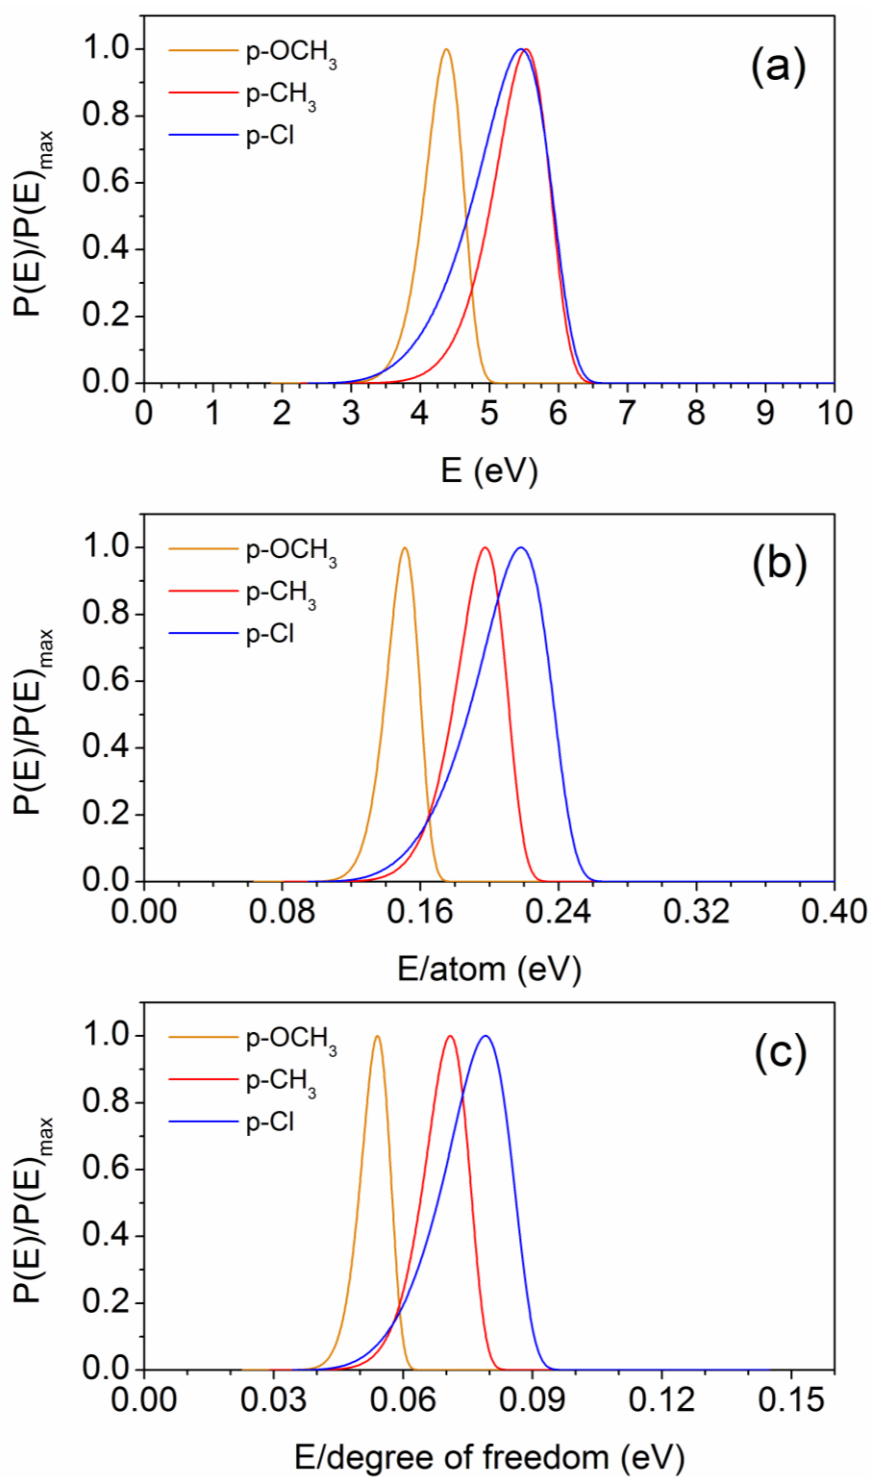 (a)
p-OCH₃
p-CH₃
p-Cl
P(E)/P(E)max
1.0
0.8
0.6
0.4
0.2
0.0
0 1 2 3 4 5 6 7 8 9 10
E (eV)
(b)
p-OCH₃
p-CH₃
p-Cl
P(E)/P(E)max
1.0
0.8
0.6
0.4
0.2
0.0
0.00 0.08 0.16 0.24 0.32 0.40
E/atom (eV)
(c)
p-OCH₃
p-CH₃
p-Cl
P(E)/P(E)max
1.0
0.8
0.6
0.4
0.2
0.0
0.00 0.03 0.06 0.09 0.12 0.15
E/degree of freedom (eV)